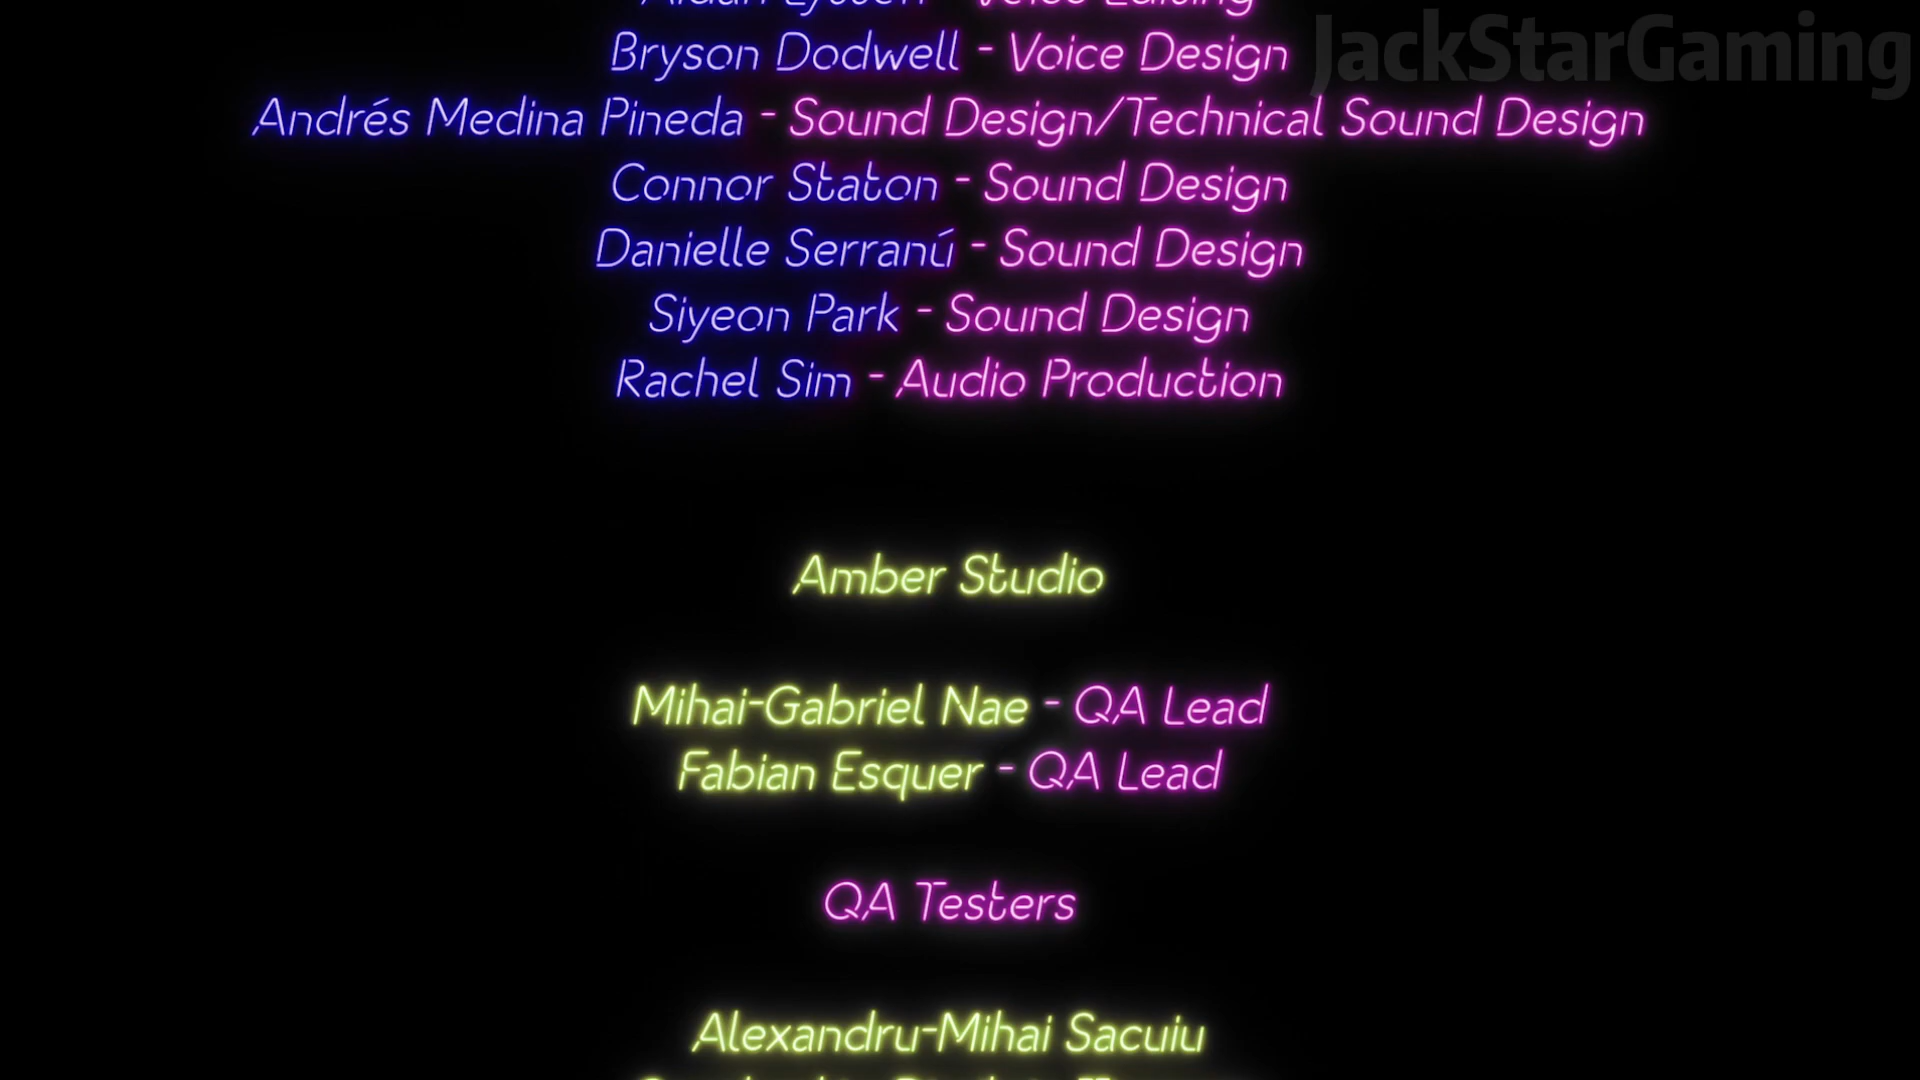 JackStarGaming
Bryson Dodwell - Voice Design
Andrés Medina Pineda - Sound Design/Technical Sound Design
Connor Staton - Sound Design
Danielle Serranú - Sound Design
Siyeon Park - Sound Design
Rachel Sim - Audio Production
Amber Studio
Mihai-Gabriel Nae - QA Lead
Fabian Esquer - QA Lead
QA Testers
Alexandru-Mihai Sacuiu